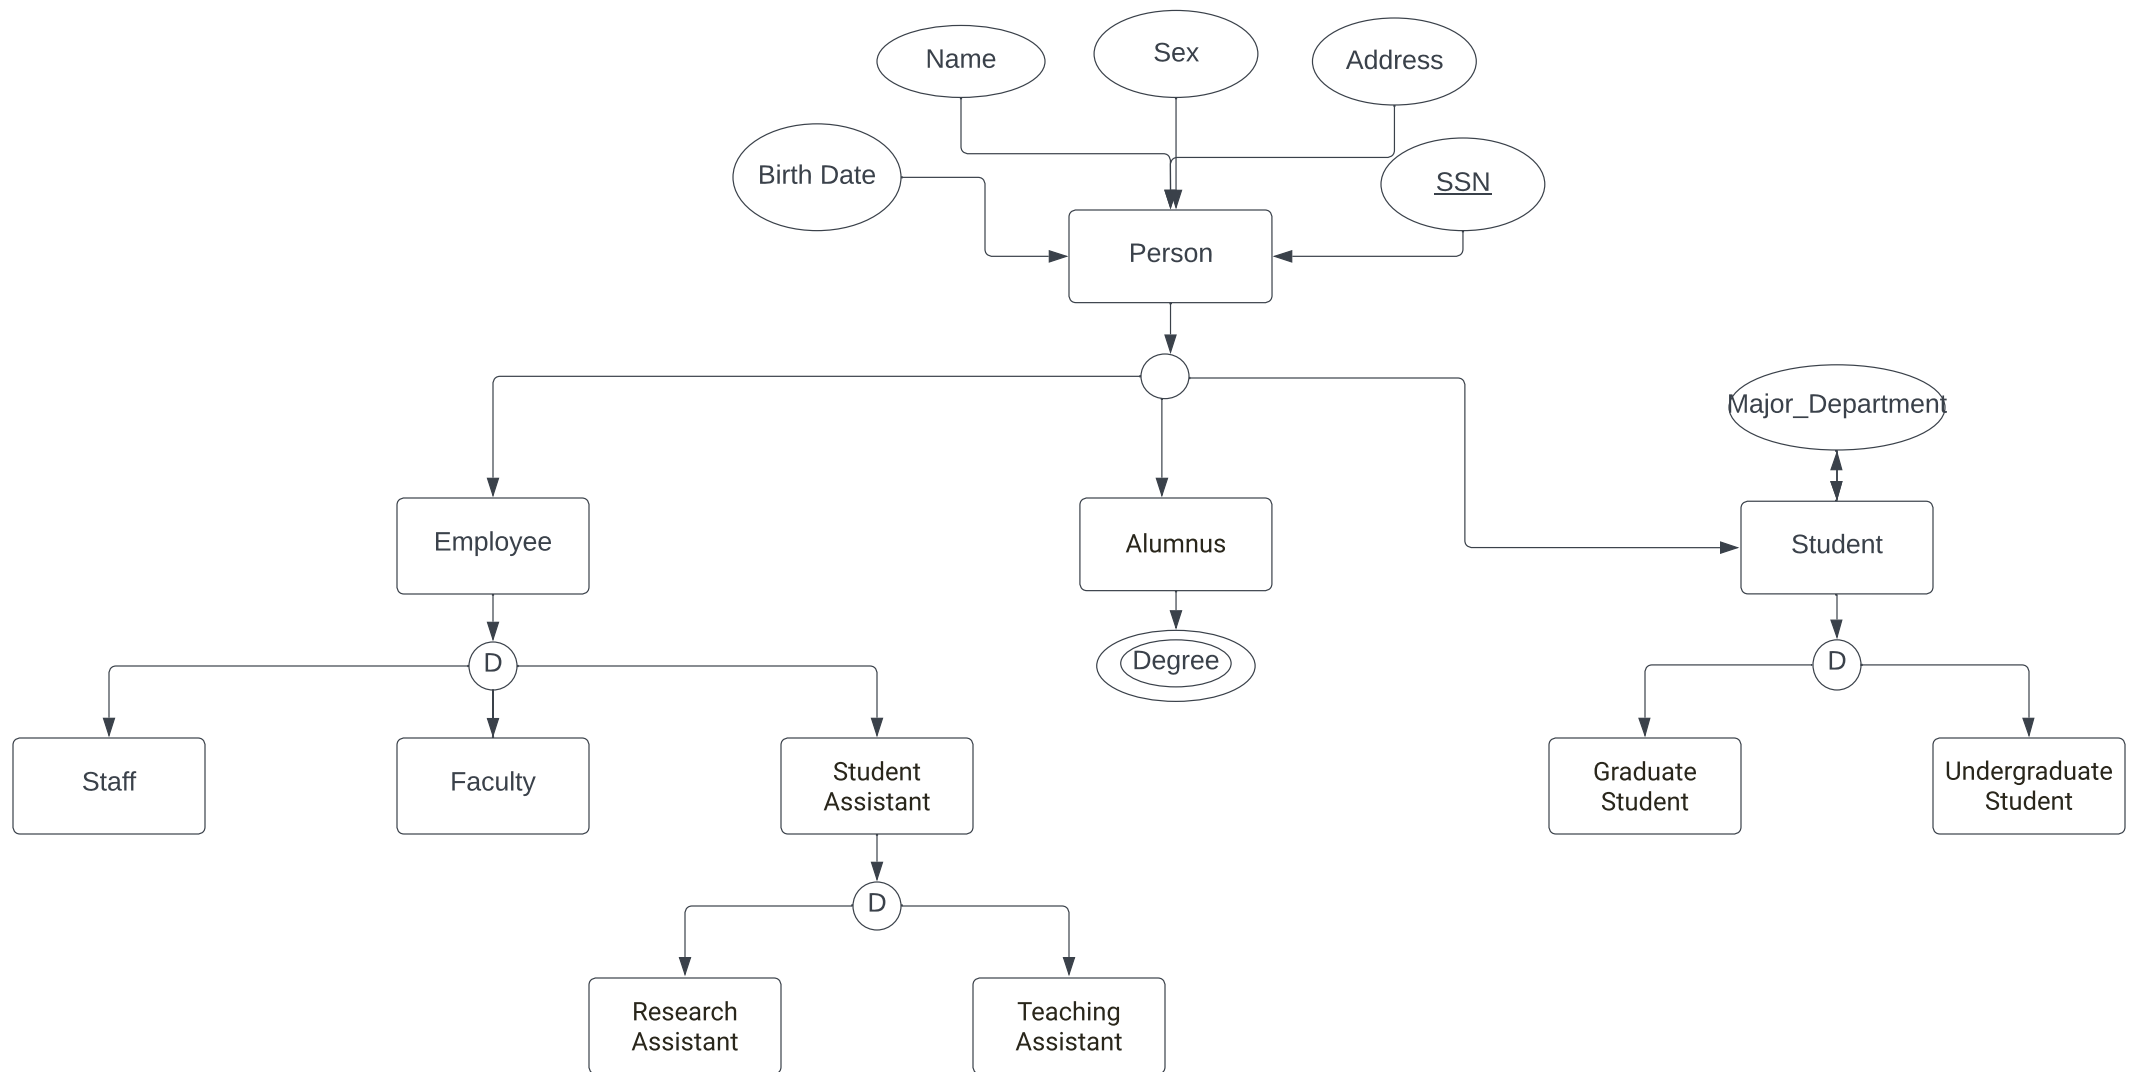 Name
Sex
Address
Birth Date
SSN
Person
Major_Department
Employee
Alumnus
Student
D
Degree
D
Staff
Faculty
Student
Assistant
Graduate
Student
Undergraduate
Student
D
Research
Assistant
Teaching
Assistant